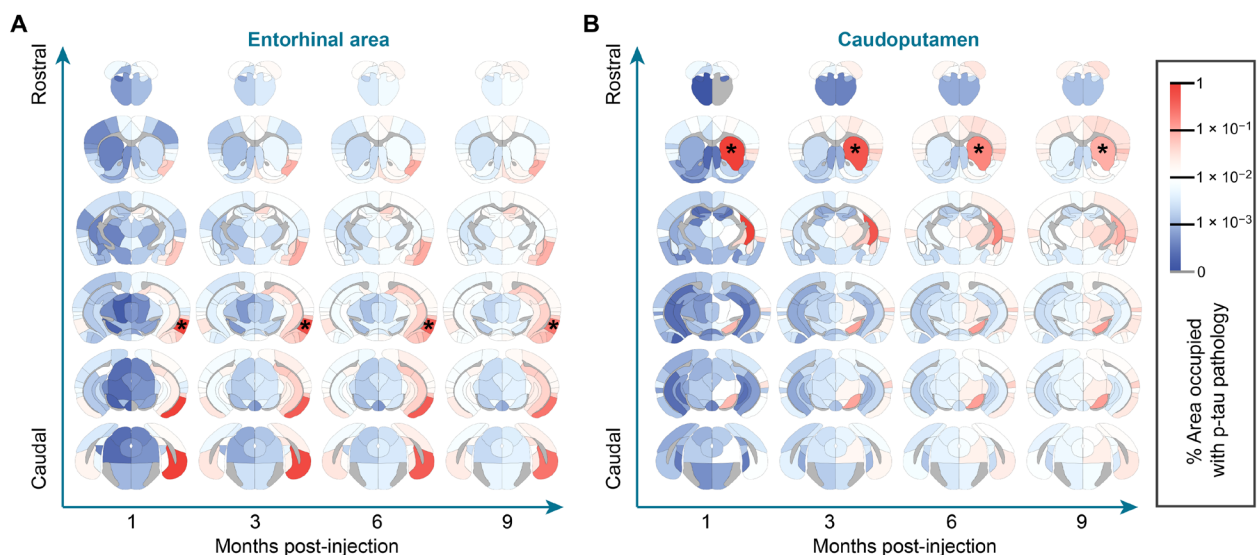 A
Entorhinal area
Rostral
Caudal
*
*
*
*
1
3
6
9
Months post-injection
B
Caudoputamen
Rostral
Caudal
*
*
*
*
1
3
6
9
Months post-injection
1
1 × 10⁻¹
1 × 10⁻²
1 × 10⁻³
0
% Area occupied
with p-tau pathology